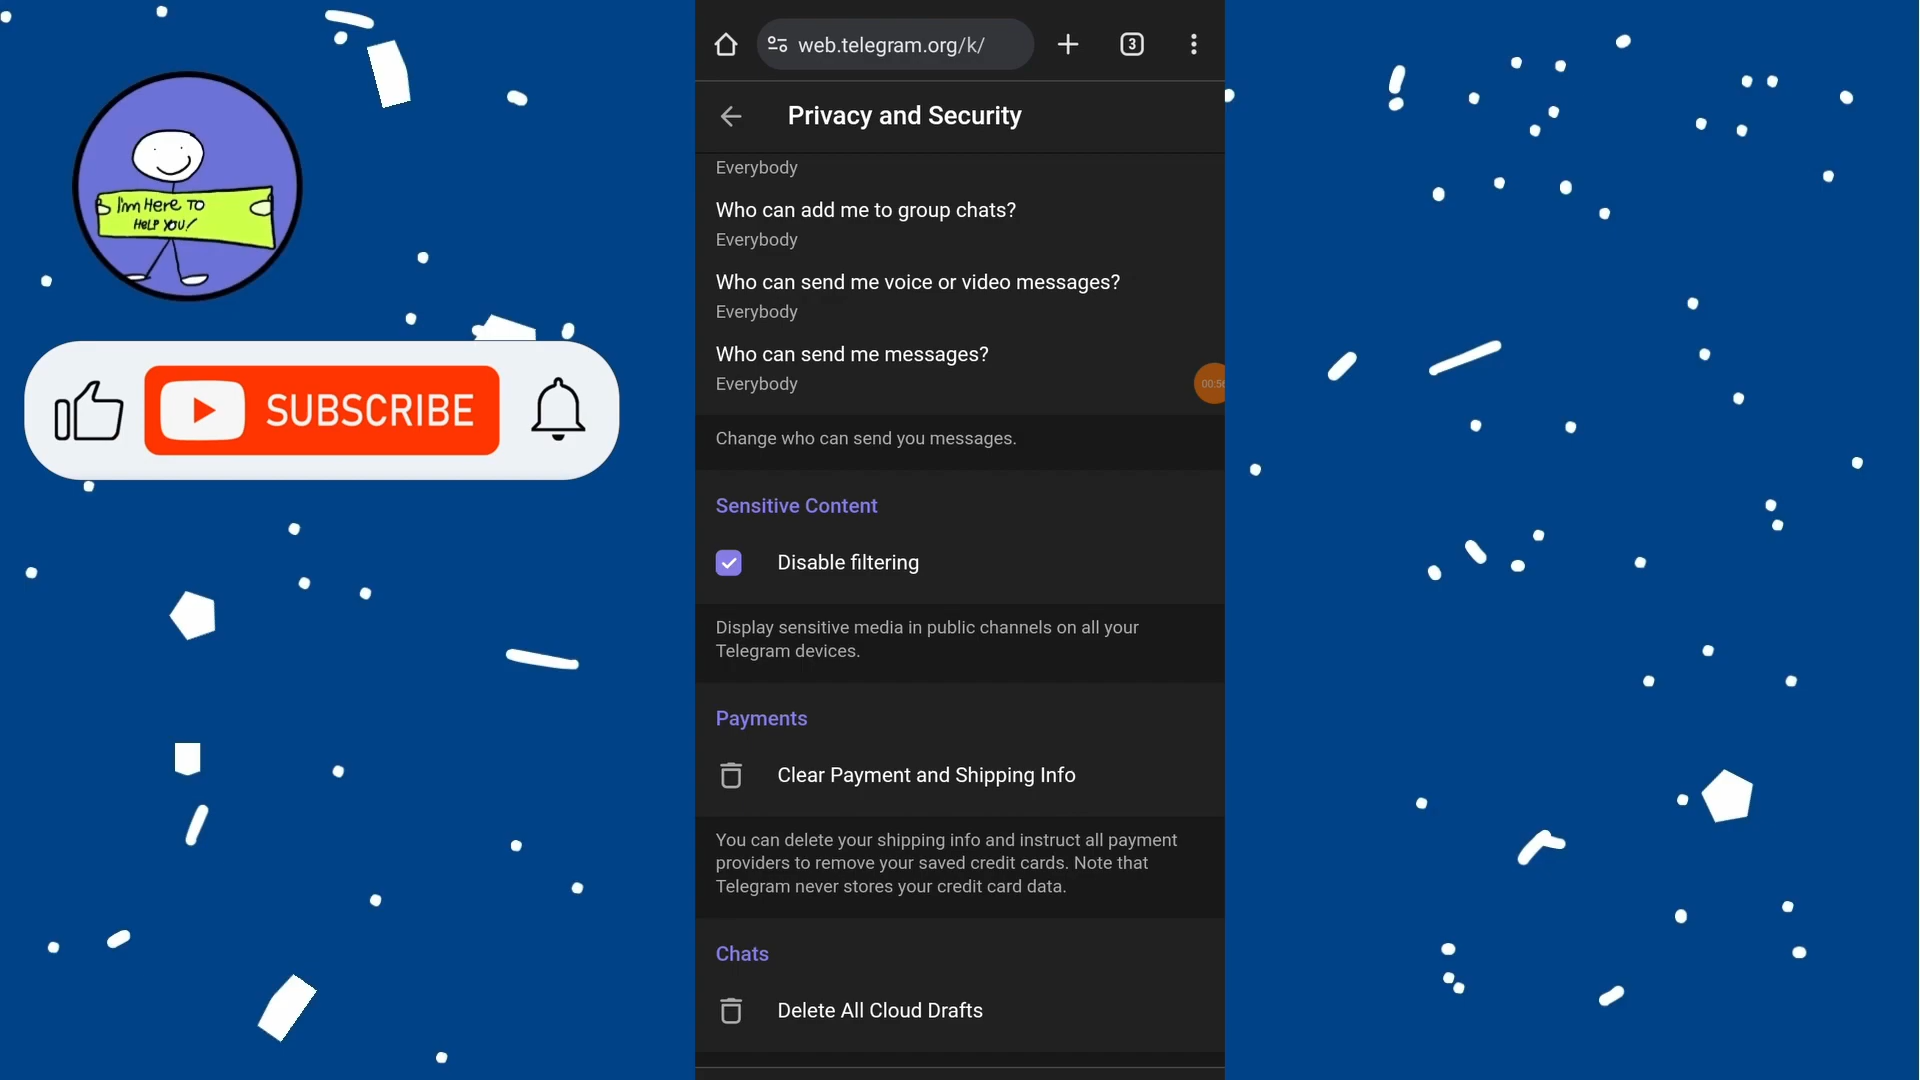 web.telegram.org/k/
3
Privacy and Security
Everybody
Who can add me to group chats?
Everybody
Who can send me voice or video messages?
Everybody
Who can send me messages?
Everybody
00:56
Change who can send you messages.
Sensitive Content
Disable filtering
Display sensitive media in public channels on all your
Telegram devices.
Payments
Clear Payment and Shipping Info
You can delete your shipping info and instruct all payment
providers to remove your saved credit cards. Note that
Telegram never stores your credit card data.
Chats
Delete All Cloud Drafts
I'm Here To
HELP YOU!
SUBSCRIBE